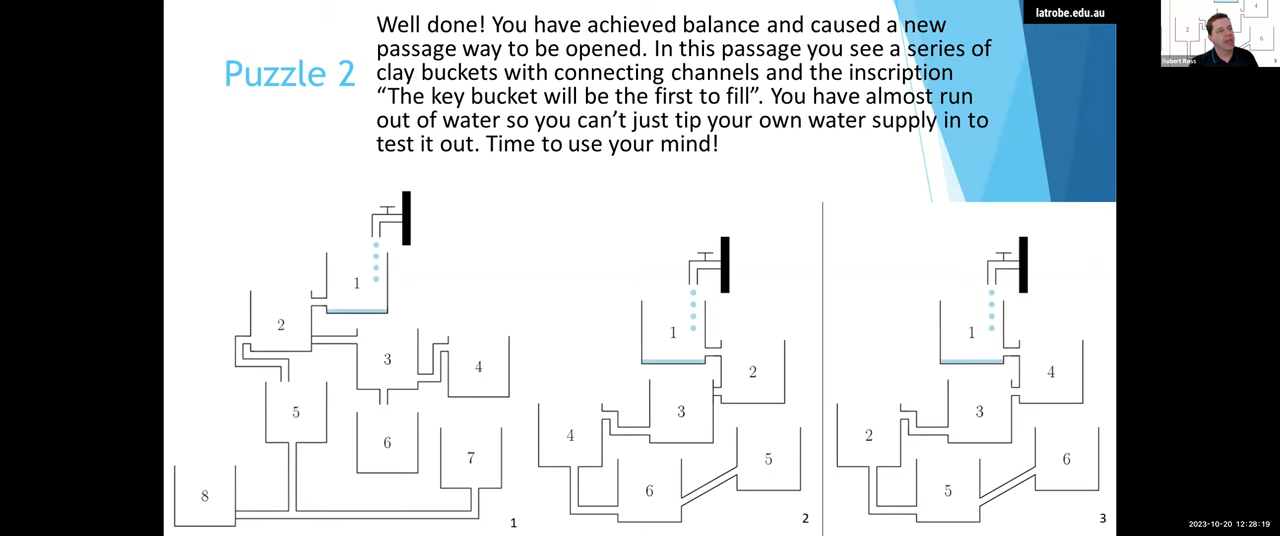 latrobe.edu.au
Well done! You have achieved balance and caused a new
passage way to be opened. In this passage you see a series of
Puzzle 2
clay buckets with connecting channels and the inscription
“The key bucket will be the first to fill”. You have almost run
out of water so you can’t just tip your own water supply in to
test it out. Time to use your mind!
Robert Ross
1
2
3
4
5
6
7
8
1
1
2
3
4
5
6
2
1
4
3
2
6
5
3
2023-10-20 12:28:19